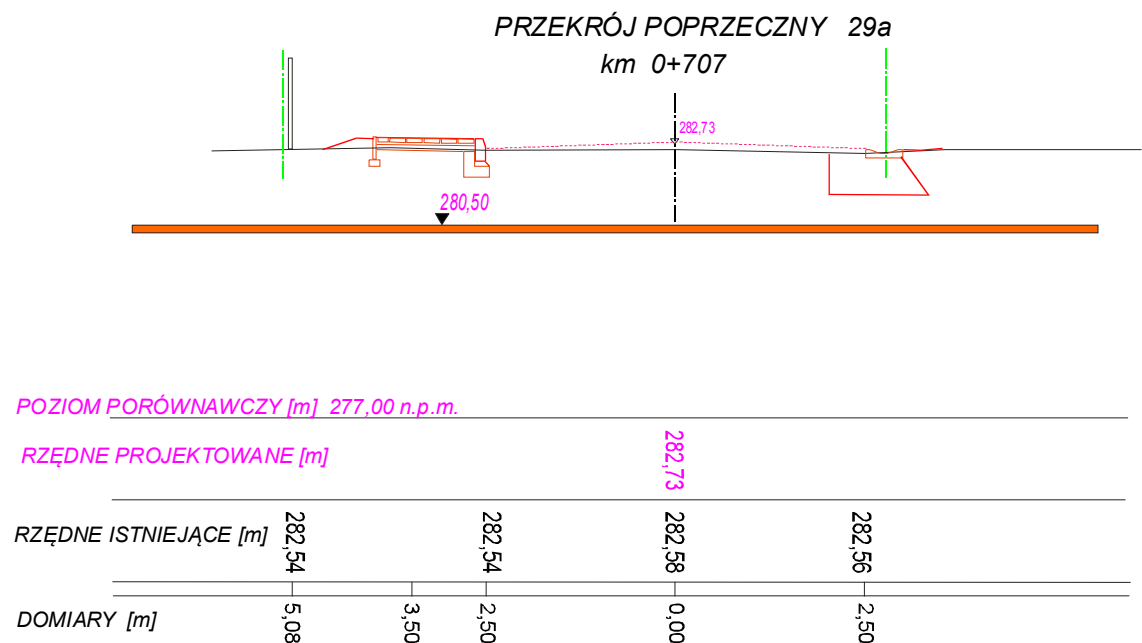 PRZEKRÓJ POPRZECZNY 29a
km 0+707
282,73
280,50
POZIOM PORÓWNAWCZY [m] 277,00 n.p.m.
RZĘDNE PROJEKTOWANE [m] 282,73
RZĘDNE ISTNIEJĄCE [m] 282,54 282,54 282,58 282,56
DOMIARY [m] 5,08 3,50 2,50 0,00 2,50